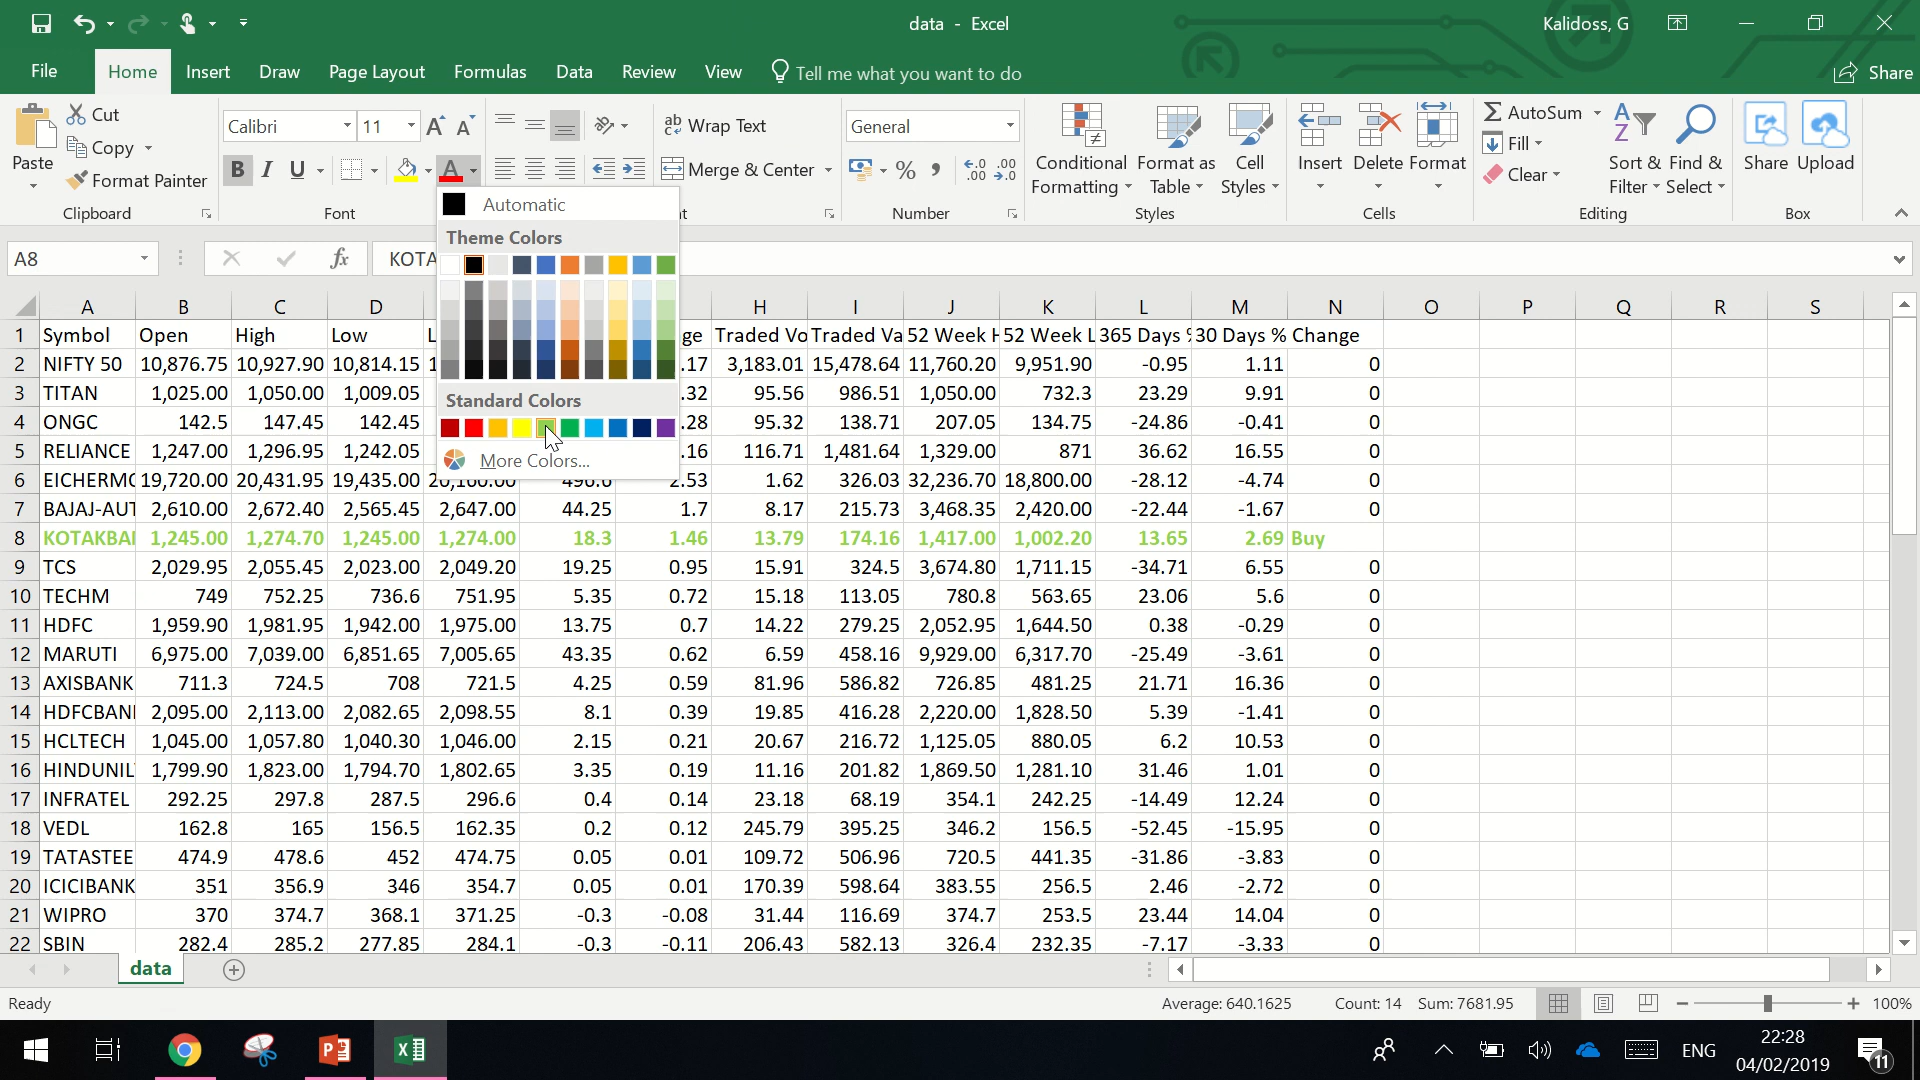 data - Excel
Kalidoss, G
File Home Insert Draw Page Layout Formulas Data Review View Tell me what you want to do Share
Paste
Cut
Copy
Format Painter
Clipboard
Calibri 11
B I U A
Font
Wrap Text
Merge & Center
General
% , .00
Number
Conditional Formatting
Format as Table
Cell Styles
Styles
Insert Delete Format
Cells
AutoSum
Fill
Clear
Sort & Filter
Find & Select
Editing
Share Upload
Box
Automatic
Theme Colors
Standard Colors
More Colors...
A8 fx KOTA
A B C D H I J K L M N O P Q R S
1 Symbol Open High Low L ge Traded Vo Traded Va 52 Week H 52 Week L 365 Days % 30 Days % Change
2 NIFTY 50 10,876.75 10,927.90 10,814.15 1 .17 3,183.01 15,478.64 11,760.20 9,951.90 -0.95 1.11 0
3 TITAN 1,025.00 1,050.00 1,009.05 .32 95.56 986.51 1,050.00 732.3 23.29 9.91 0
4 ONGC 142.5 147.45 142.45 .28 95.32 138.71 207.05 134.75 -24.86 -0.41 0
5 RELIANCE 1,247.00 1,296.95 1,242.05 .16 116.71 1,481.64 1,329.00 871 36.62 16.55 0
6 EICHERMO 19,720.00 20,431.95 19,435.00 20,160.00 496.6 2.53 1.62 326.03 32,236.70 18,800.00 -28.12 -4.74 0
7 BAJAJ-AUT 2,610.00 2,672.40 2,565.45 2,647.00 44.25 1.7 8.17 215.73 3,468.35 2,420.00 -22.44 -1.67 0
8 KOTAKBAI 1,245.00 1,274.70 1,245.00 1,274.00 18.3 1.46 13.79 174.16 1,417.00 1,002.20 13.65 2.69 Buy
9 TCS 2,029.95 2,055.45 2,023.00 2,049.20 19.25 0.95 15.91 324.5 3,674.80 1,711.15 -34.71 6.55 0
10 TECHM 749 752.25 736.6 751.95 5.35 0.72 15.18 113.05 780.8 563.65 23.06 5.6 0
11 HDFC 1,959.90 1,981.95 1,942.00 1,975.00 13.75 0.7 14.22 279.25 2,052.95 1,644.50 0.38 -0.29 0
12 MARUTI 6,975.00 7,039.00 6,851.65 7,005.65 43.35 0.62 6.59 458.16 9,929.00 6,317.70 -25.49 -3.61 0
13 AXISBANK 711.3 724.5 708 721.5 4.25 0.59 81.96 586.82 726.85 481.25 21.71 16.36 0
14 HDFCBANI 2,095.00 2,113.00 2,082.65 2,098.55 8.1 0.39 19.85 416.28 2,220.00 1,828.50 5.39 -1.41 0
15 HCLTECH 1,045.00 1,057.80 1,040.30 1,046.00 2.15 0.21 20.67 216.72 1,125.05 880.05 6.2 10.53 0
16 HINDUNIL 1,799.90 1,823.00 1,794.70 1,802.65 3.35 0.19 11.16 201.82 1,869.50 1,281.10 31.46 1.01 0
17 INFRATEL 292.25 297.8 287.5 296.6 0.4 0.14 23.18 68.19 354.1 242.25 -14.49 12.24 0
18 VEDL 162.8 165 156.5 162.35 0.2 0.12 245.79 395.25 346.2 156.5 -52.45 -15.95 0
19 TATASTEE 474.9 478.6 452 474.75 0.05 0.01 109.72 506.96 720.5 441.35 -31.86 -3.83 0
20 ICICIBANK 351 356.9 346 354.7 0.05 0.01 170.39 598.64 383.55 256.5 2.46 -2.72 0
21 WIPRO 370 374.7 368.1 371.25 -0.3 -0.08 31.44 116.69 374.7 253.5 23.44 14.04 0
22 SBIN 282.4 285.2 277.85 284.1 -0.3 -0.11 206.43 582.13 326.4 232.35 -7.17 -3.33 0
data
Ready Average: 640.1625 Count: 14 Sum: 7681.95 100%
ENG 22:28
04/02/2019 11